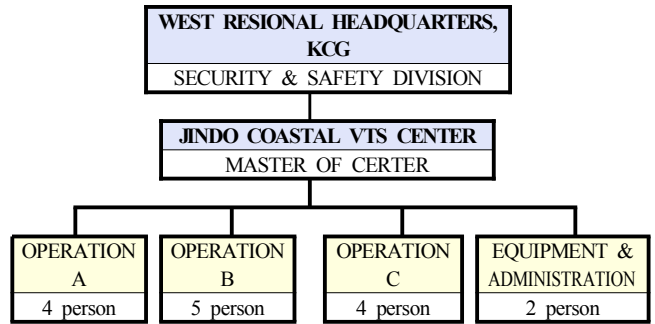 WEST RESIONAL HEADQUARTERS,
KCG
SECURITY & SAFETY DIVISION
JINDO COASTAL VTS CENTER
MASTER OF CERTER
OPERATION
A
4 person
OPERATION
B
5 person
OPERATION
C
4 person
EQUIPMENT &
ADMINISTRATION
2 person